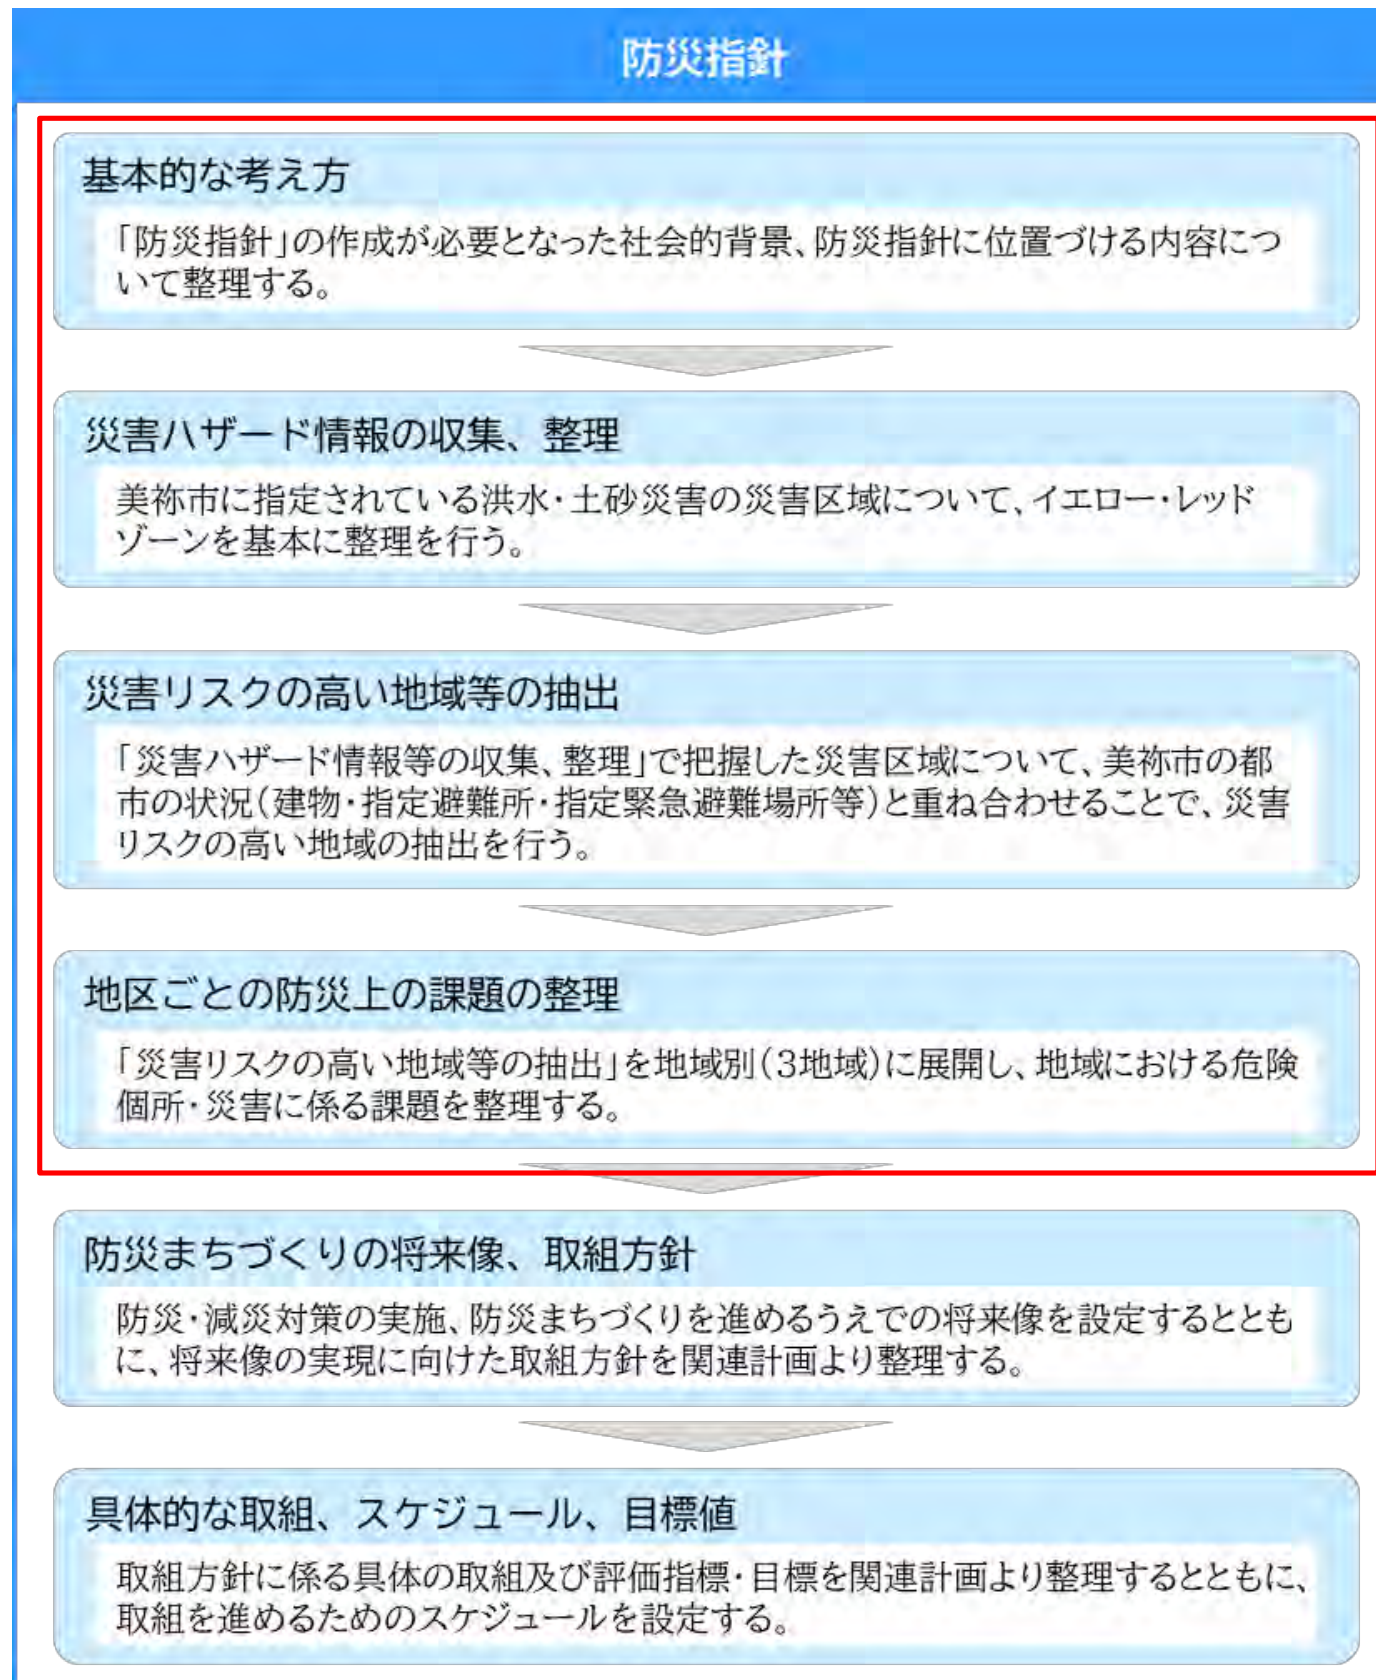 防災指針
基本的な考え方
「防災指針」の作成が必要となった社会的背景、防災指針に位置づける内容につ
いて整理する。
災害ハザード情報の収集、整理
美祢市に指定されている洪水・土砂災害の災害区域について、イエロー・レッド
ゾーンを基本に整理を行う。
災害リスクの高い地域等の抽出
「災害ハザード情報等の収集、整理」で把握した災害区域について、美祢市の都
市の状況(建物・指定避難所・指定緊急避難場所等)と重ね合わせることで、災害
リスクの高い地域の抽出を行う。
地区ごとの防災上の課題の整理
「災害リスクの高い地域等の抽出」を地域別(3地域)に展開し、地域における危険
個所・災害に係る課題を整理する。
防災まちづくりの将来像、取組方針
防災・減災対策の実施、防災まちづくりを進めるうえでの将来像を設定するととも
に、将来像の実現に向けた取組方針を関連計画より整理する。
具体的な取組、スケジュール、目標値
取組方針に係る具体の取組及び評価指標・目標を関連計画より整理するとともに、
取組を進めるためのスケジュールを設定する。